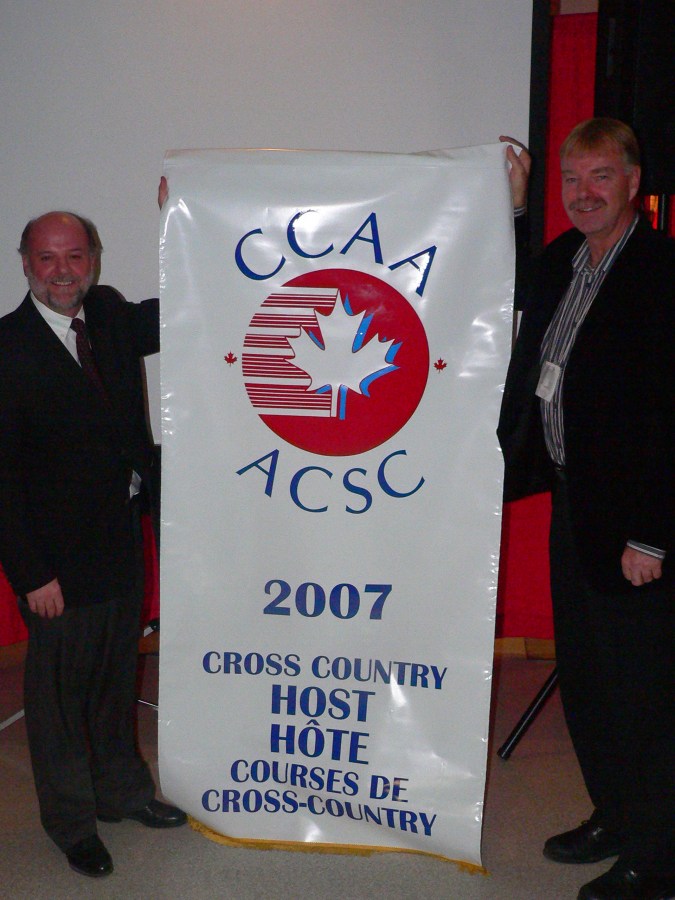 CCAA
ACSC
2007
CROSS COUNTRY
HOST
HÔTE
COURSES DE
CROSS-COUNTRY